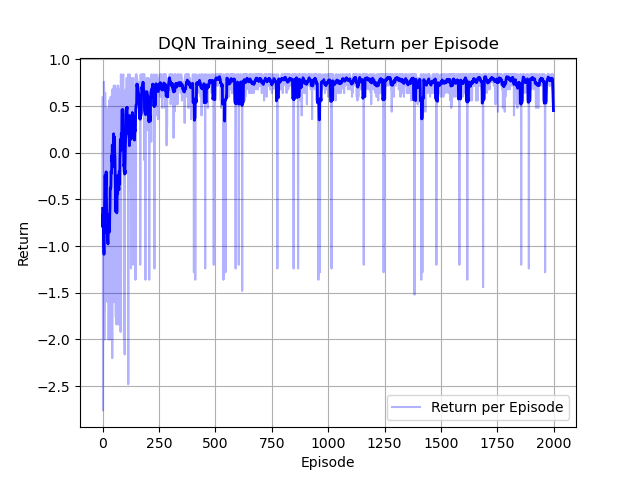 DQN Training_seed_1 Return per Episode
Return
1.0
0.5
0.0
−0.5
−1.0
−1.5
−2.0
−2.5
Return per Episode
0 250 500 750 1000 1250 1500 1750 2000
Episode